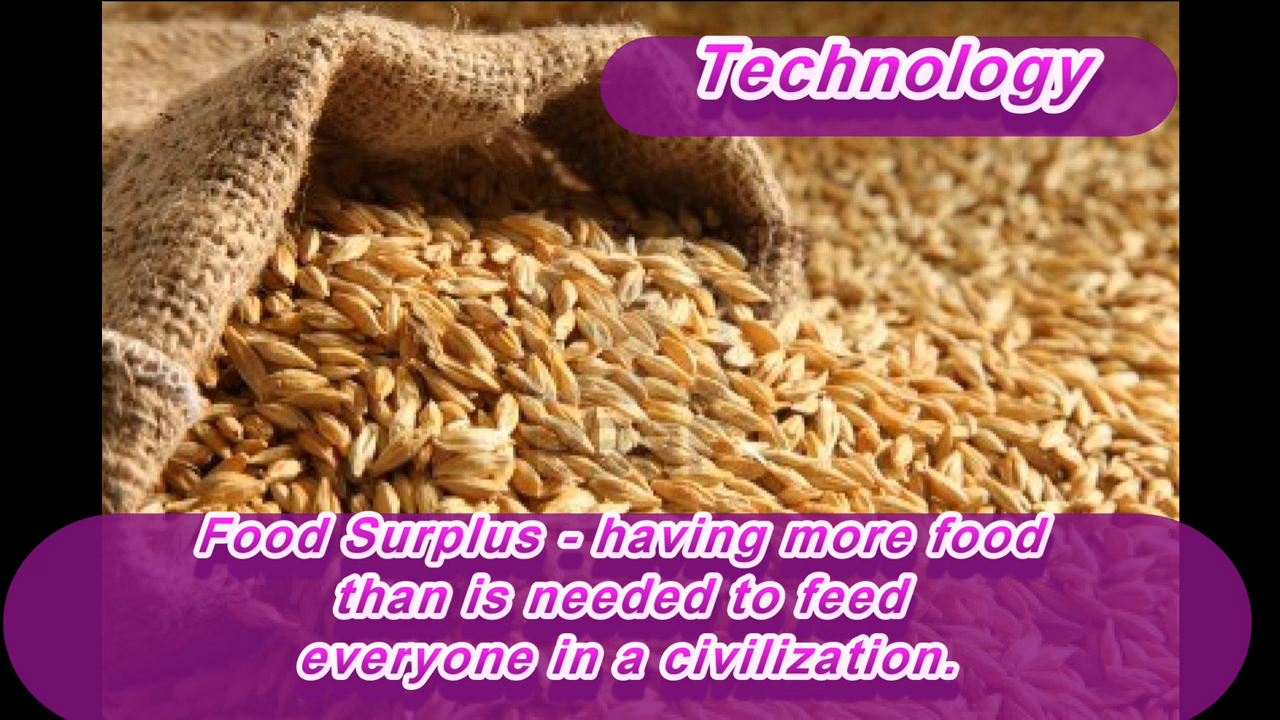 Technology
Food Surplus - having more food
than is needed to feed
everyone in a civilization.